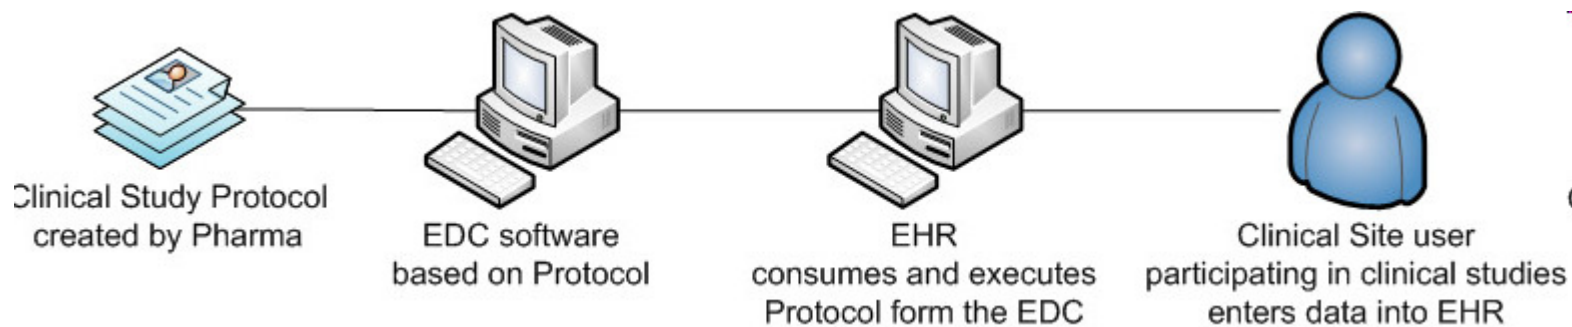 Clinical Study Protocol
created by Pharma
EDC software
based on Protocol
EHR
consumes and executes
Protocol form the EDC
Clinical Site user
participating in clinical studies
enters data into EHR